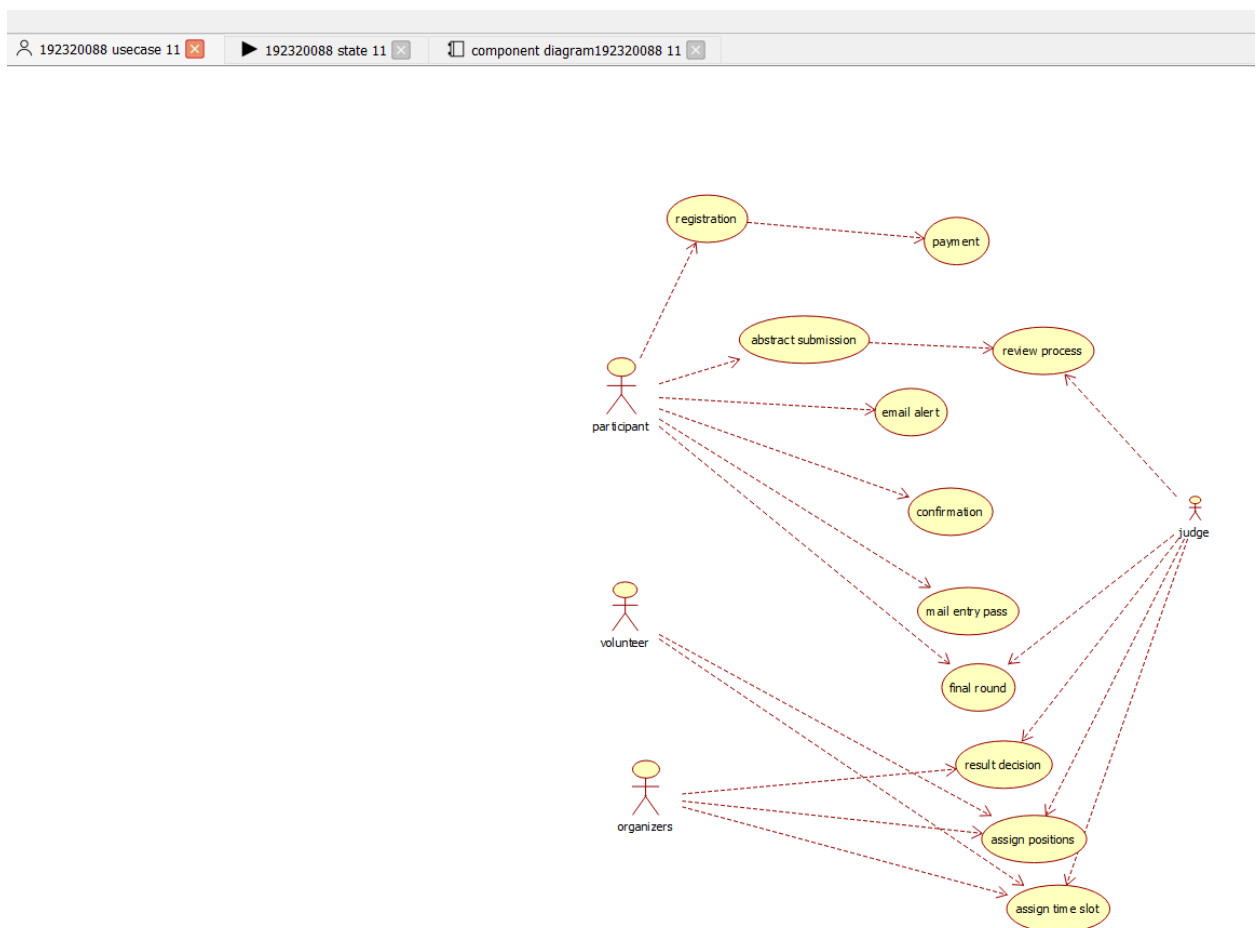 192320088 usecase 11
192320088 state 11
component diagram192320088 11
registration
payment
abstract submission
review process
email alert
participant
confirmation
judge
mail entry pass
volunteer
final round
result decision
organizers
assign positions
assign time slot